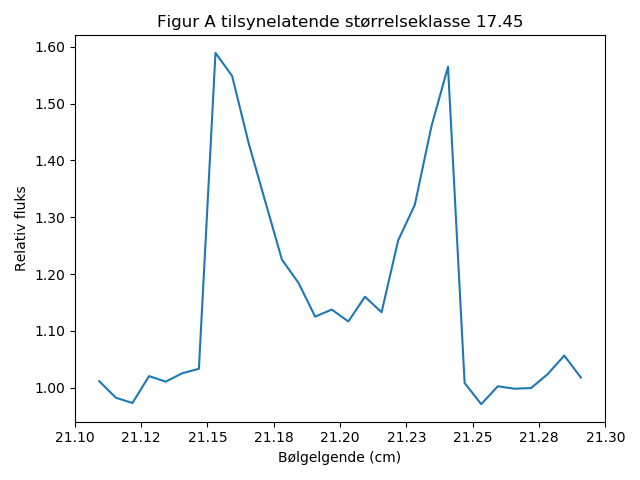 Figur A tilsynelatende størrelseklasse 17.45
1.60
1.50
1.40
1.30
1.20
1.10
1.00
Relativ fluks
21.10 21.12 21.15 21.18 21.20 21.23 21.25 21.28 21.30
Bølgelgende (cm)